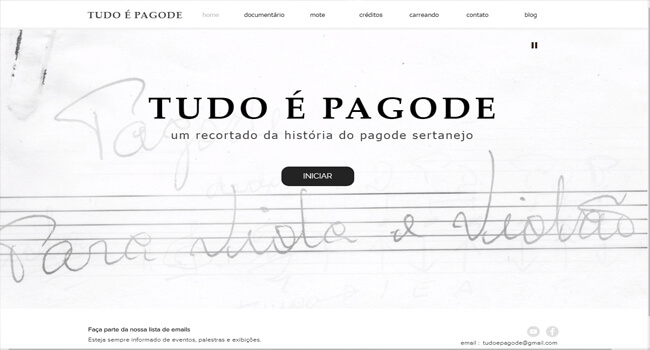 TUDO É PAGODE home documentário mote créditos carreando contato blog
Pagode
TUDO É PAGODE
um recortado da história do pagode sertanejo
INICIAR
Para viola e violão
Faça parte da nossa lista de emails
Esteja sempre informado de eventos, palestras e exibições.
email : tudoepagode@gmail.com